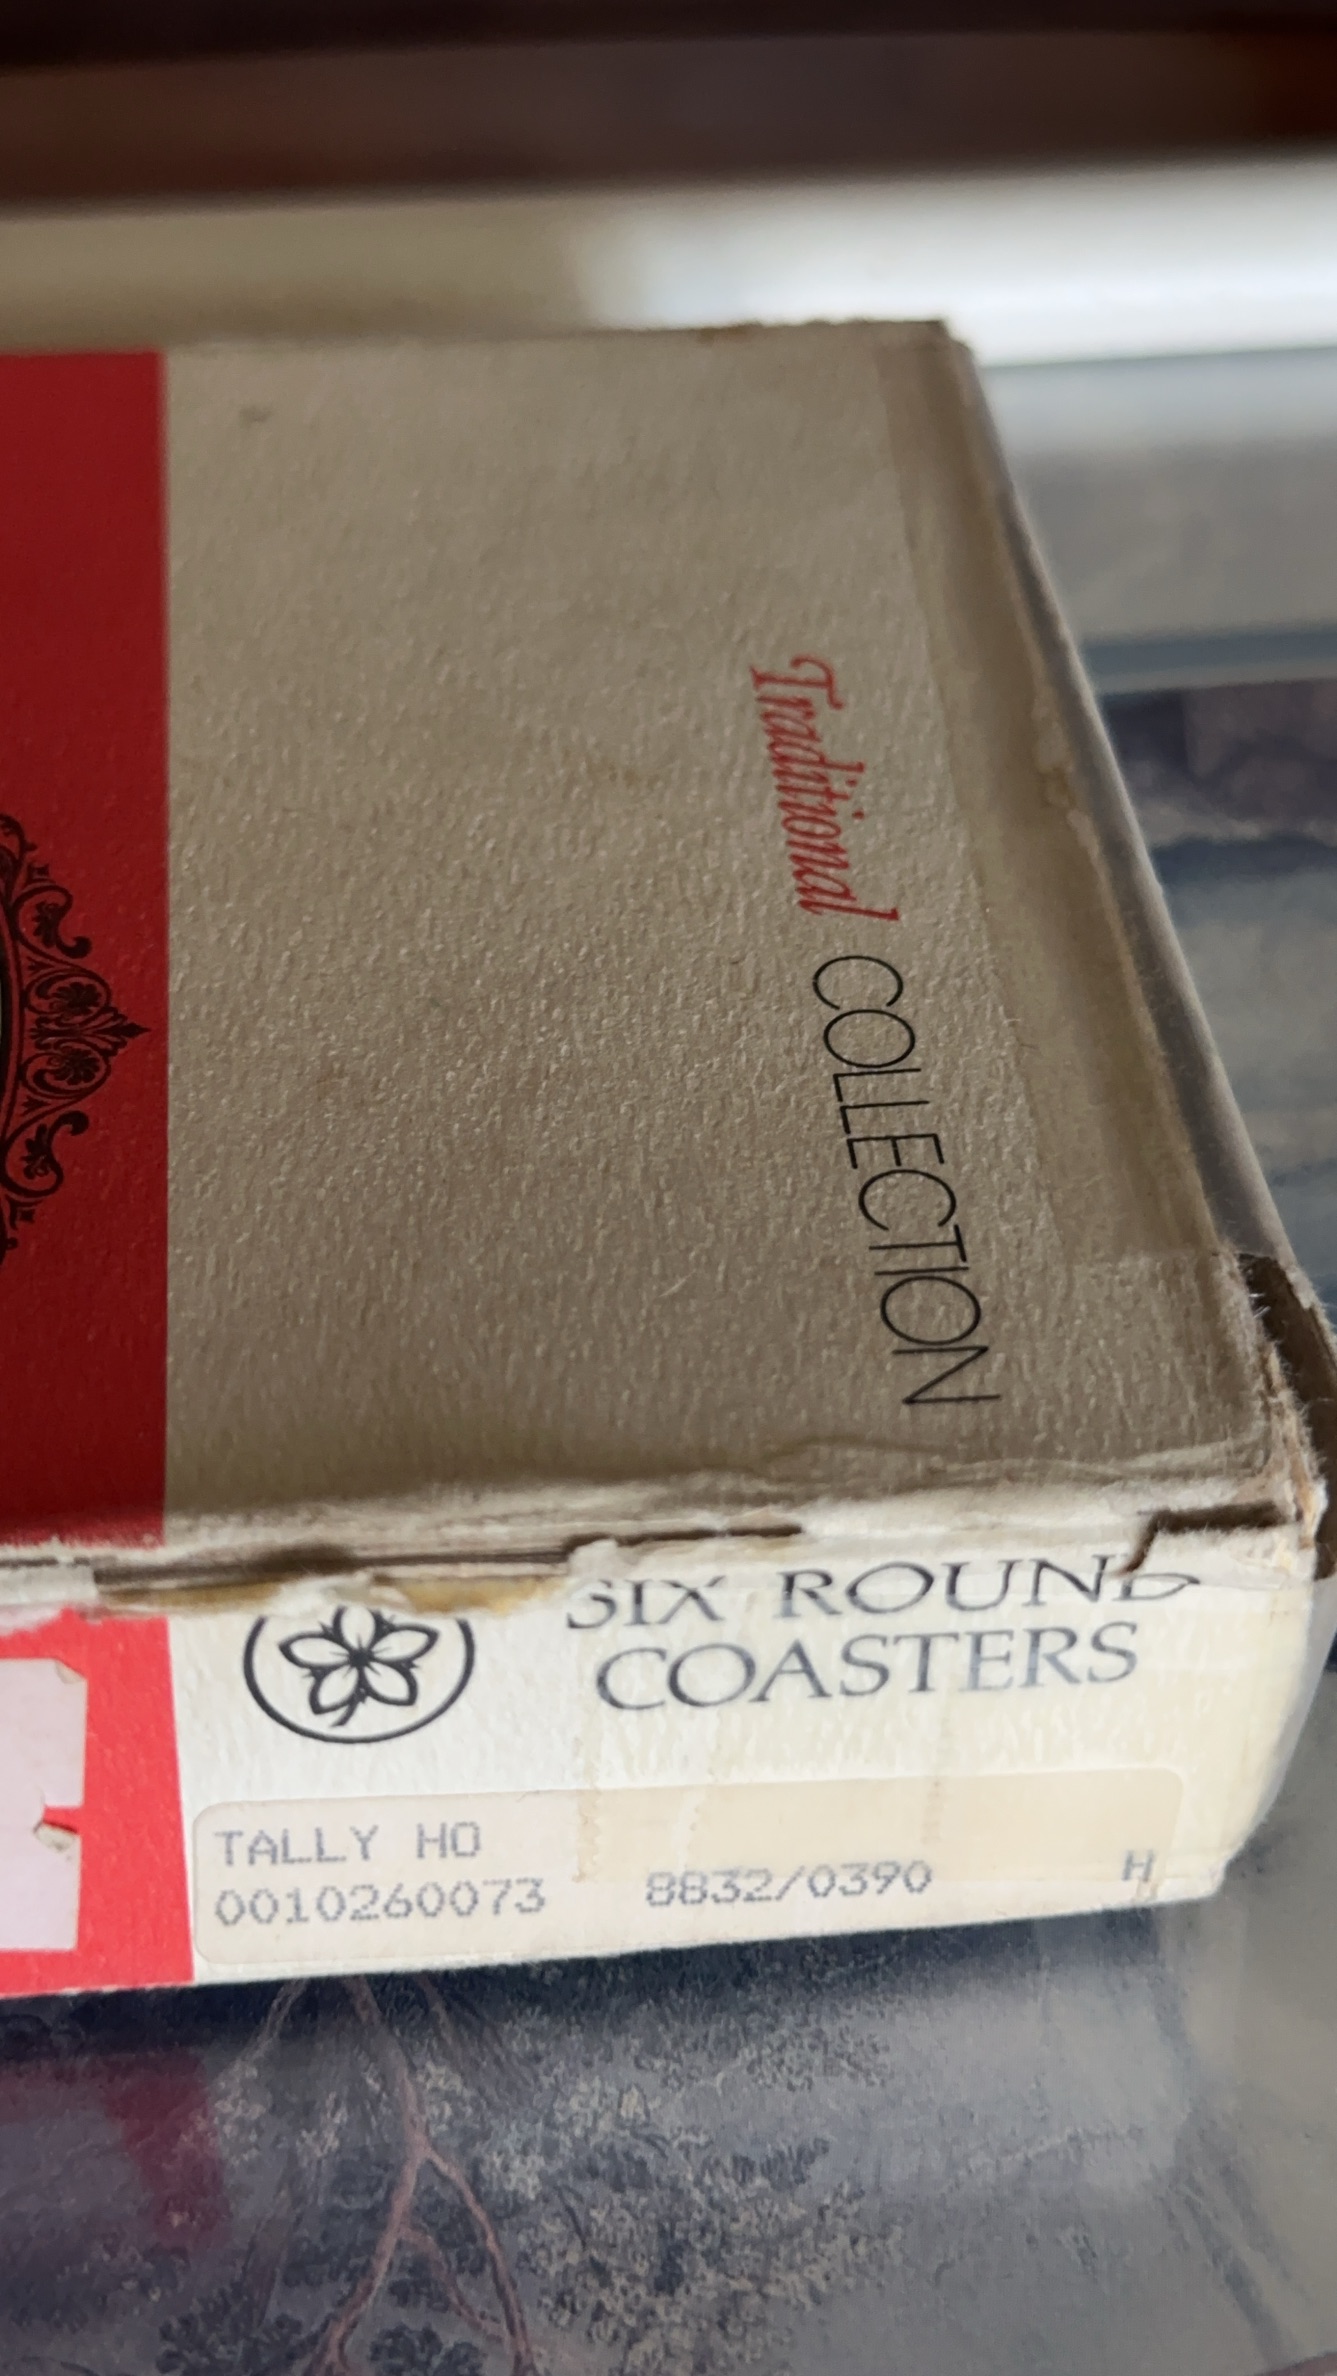 Traditional COLLECTION
SIX ROUND
COASTERS
TALLY HO
0010260073 8832/0390 H